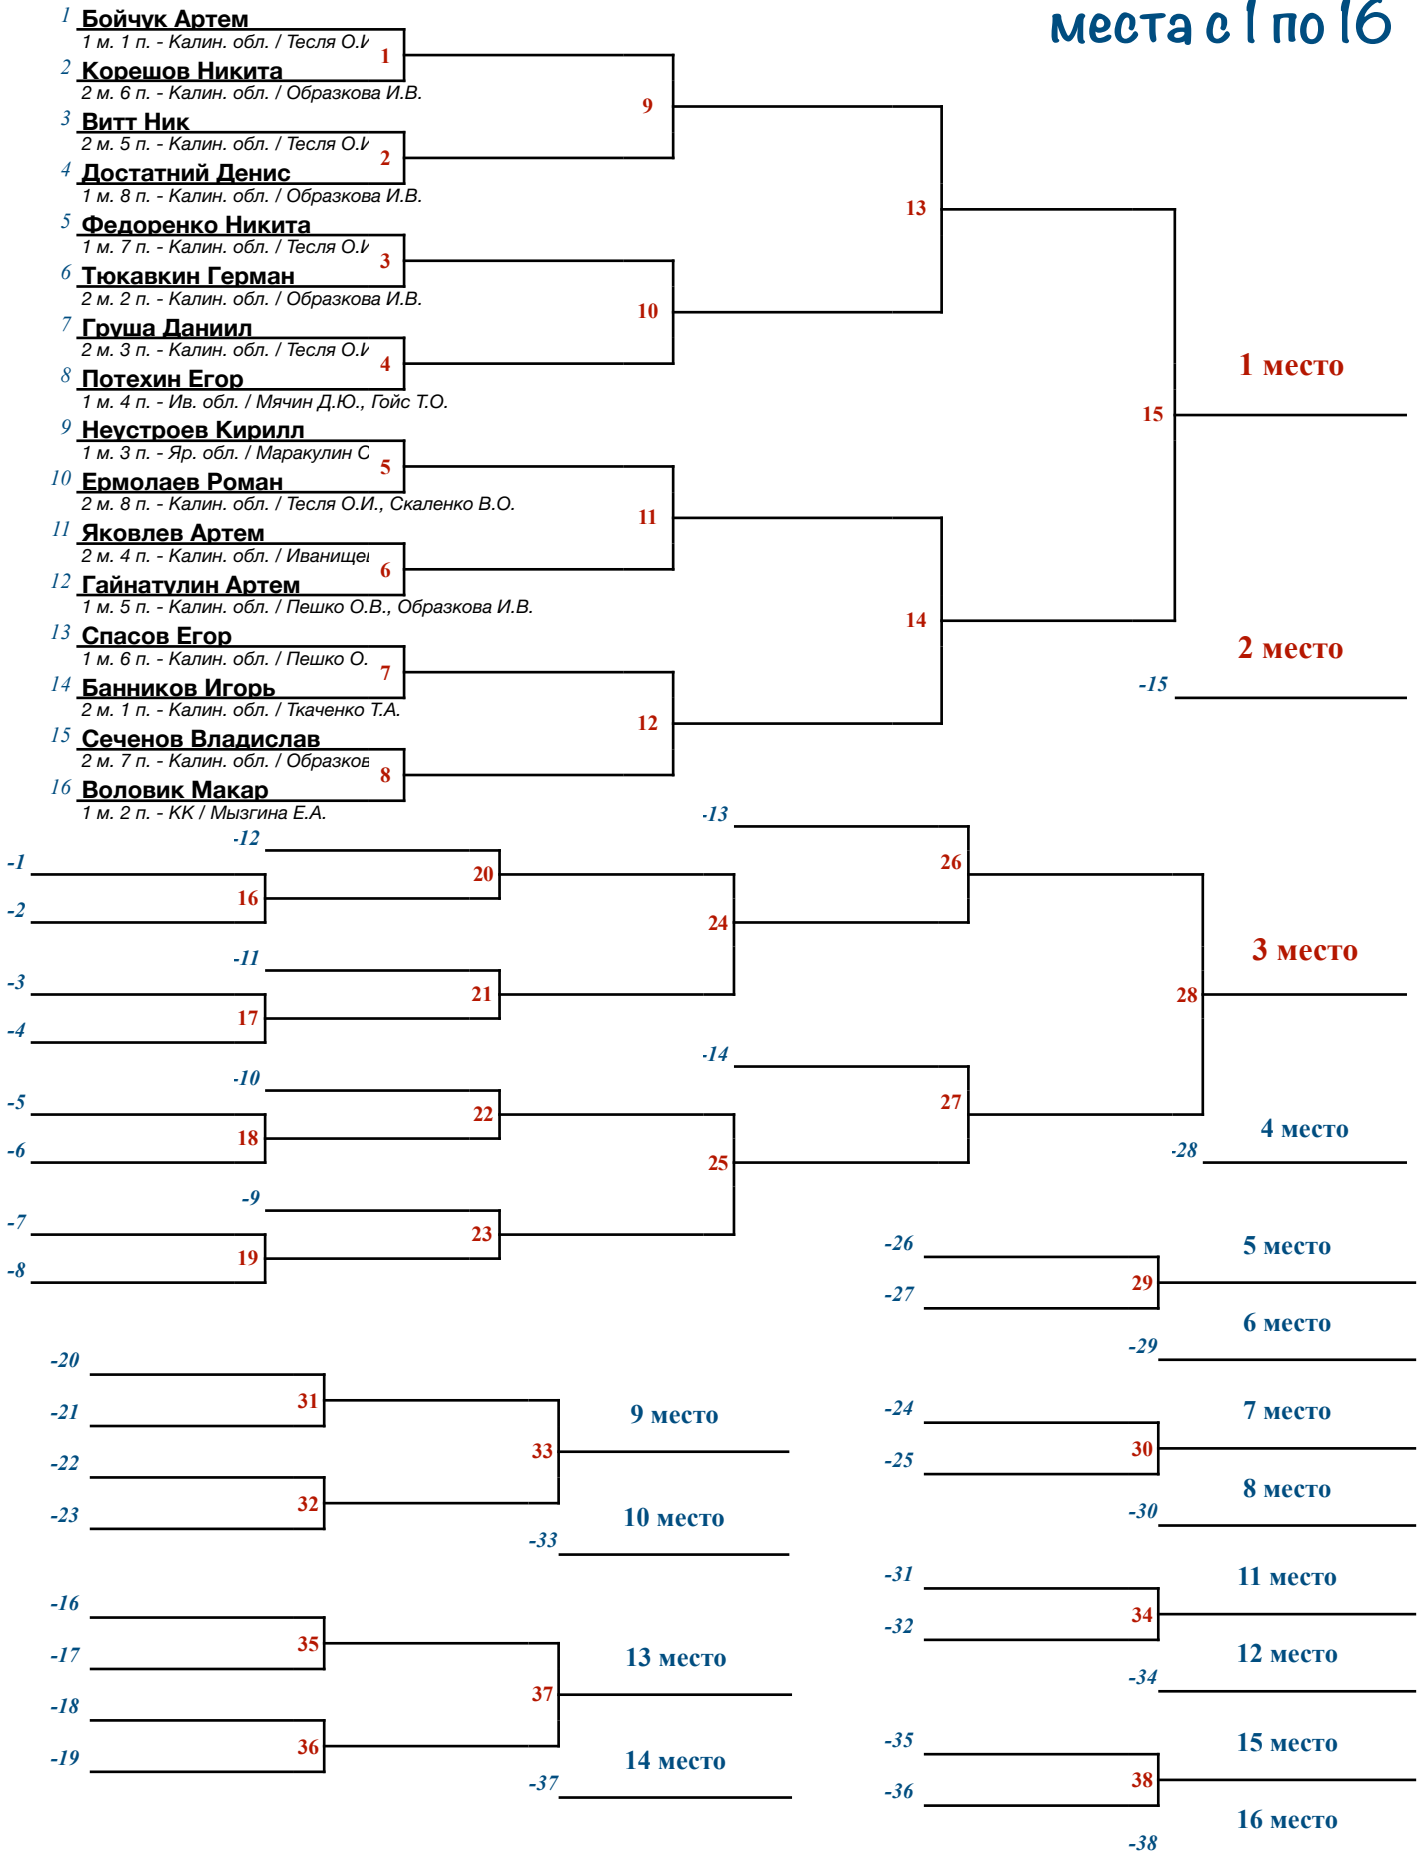 места с 1 по 16
1 Бойчук Артем
1 м. 1 п. - Калин. обл. / Тесля О.И
1
2 Корешов Никита
2 м. 6 п. - Калин. обл. / Образкова И.В.
9
3 Витт Ник
2 м. 5 п. - Калин. обл. / Тесля О.И
2
4 Достатний Денис
1 м. 8 п. - Калин. обл. / Образкова И.В.
13
5 Федоренко Никита
1 м. 7 п. - Калин. обл. / Тесля О.И
3
6 Тюкавкин Герман
2 м. 2 п. - Калин. обл. / Образкова И.В.
10
7 Груша Даниил
2 м. 3 п. - Калин. обл. / Тесля О.И
4
1 место
8 Потехин Егор
1 м. 4 п. - Ив. обл. / Мячин Д.Ю., Гойс Т.О.
15
9 Неустроев Кирилл
1 м. 3 п. - Яр. обл. / Маракулин С
5
10 Ермолаев Роман
2 м. 8 п. - Калин. обл. / Тесля О.И., Скаленко В.О.
11
11 Яковлев Артем
2 м. 4 п. - Калин. обл. / Иванище
6
12 Гайнатулин Артем
1 м. 5 п. - Калин. обл. / Пешко О.В., Образкова И.В.
14
13 Спасов Егор
1 м. 6 п. - Калин. обл. / Пешко О.
7
2 место
14 Банников Игорь
-15
2 м. 1 п. - Калин. обл. / Ткаченко Т.А.
12
15 Сеченов Владислав
2 м. 7 п. - Калин. обл. / Образков
8
16 Воловик Макар
1 м. 2 п. - КК / Мызгина Е.А.
-13
-12
-1
20
26
16
-2
24
-11
3 место
-3
21
28
17
-4
-14
-10
-5
22
27
18
4 место
-6
25
-28
-9
-7
23
19
-8
-26
5 место
29
-27
6 место
-29
-20
31
-21
9 место
-24
7 место
33
30
-22
-25
32
8 место
-23
10 место
-30
-33
-31
11 место
-16
34
-32
35
-17
13 место
12 место
-34
37
-18
36
-35
15 место
-19
14 место
38
-37
-36
16 место
-38